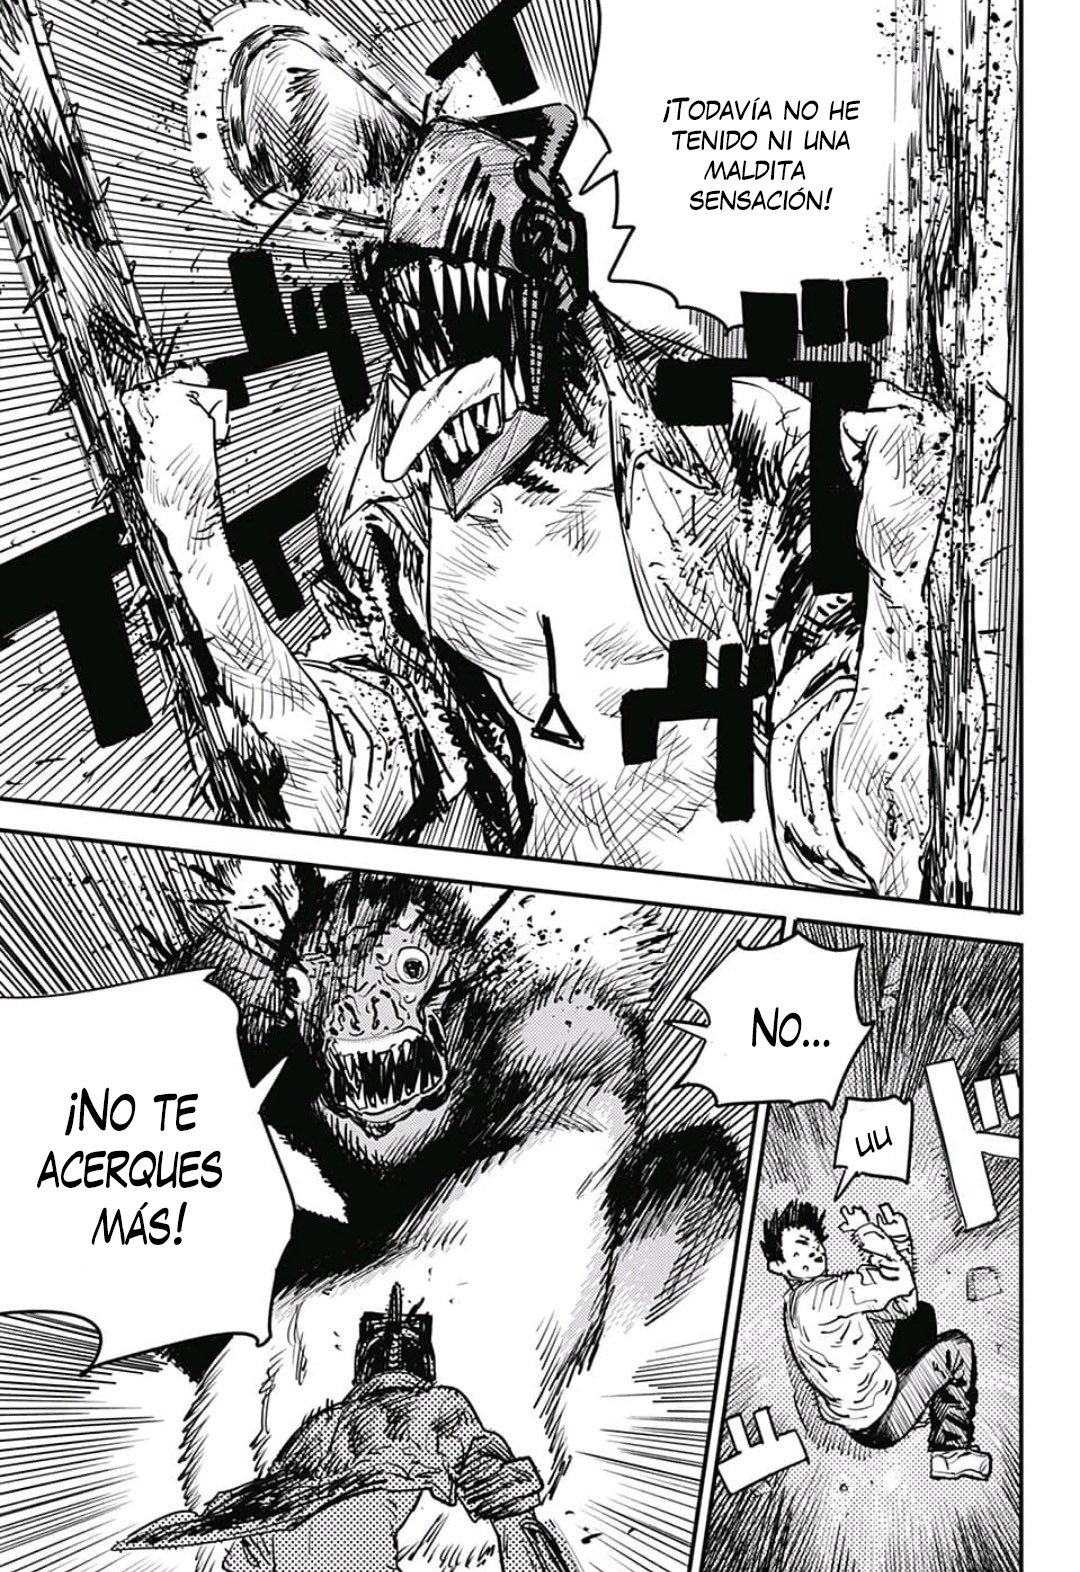 ¡TODAVÍA NO HE
TENIDO NI UNA
MALDITA
SENSACIÓN!
NO...
UU
¡NO TE
ACERQUES
MÁS!